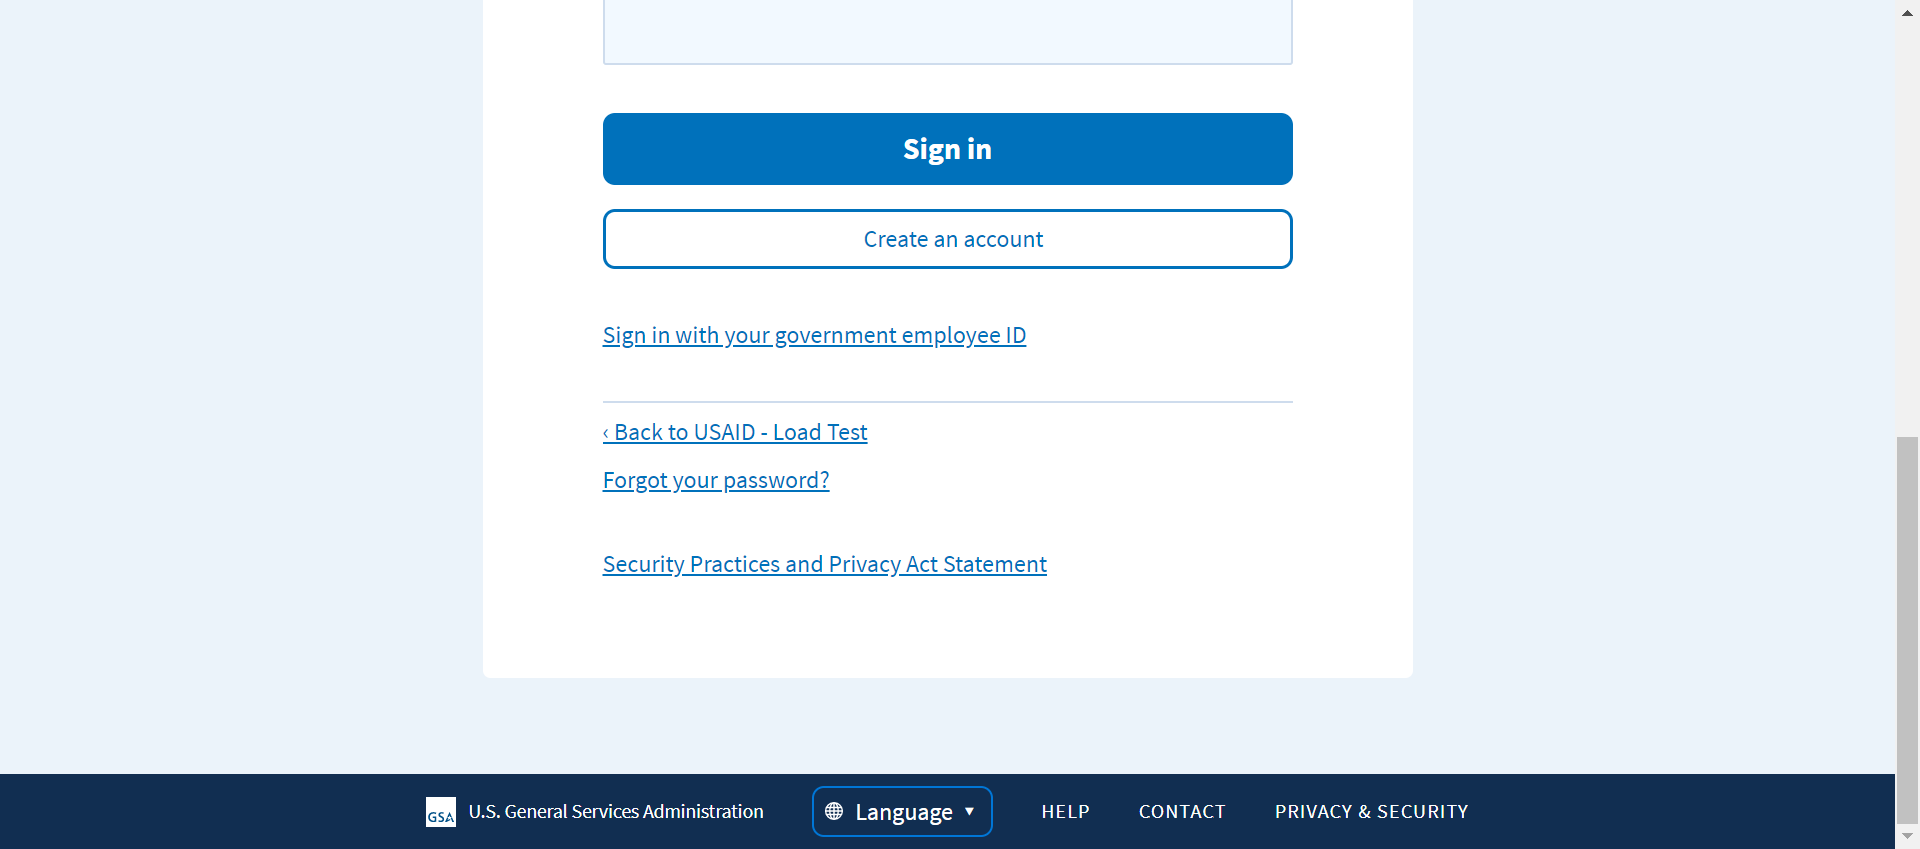 Sign in
Create an account
Sign in with your government employee ID
‹ Back to USAID - Load Test
Forgot your password?
Security Practices and Privacy Act Statement
GSA U.S. General Services Administration Language ▼ HELP CONTACT PRIVACY & SECURITY